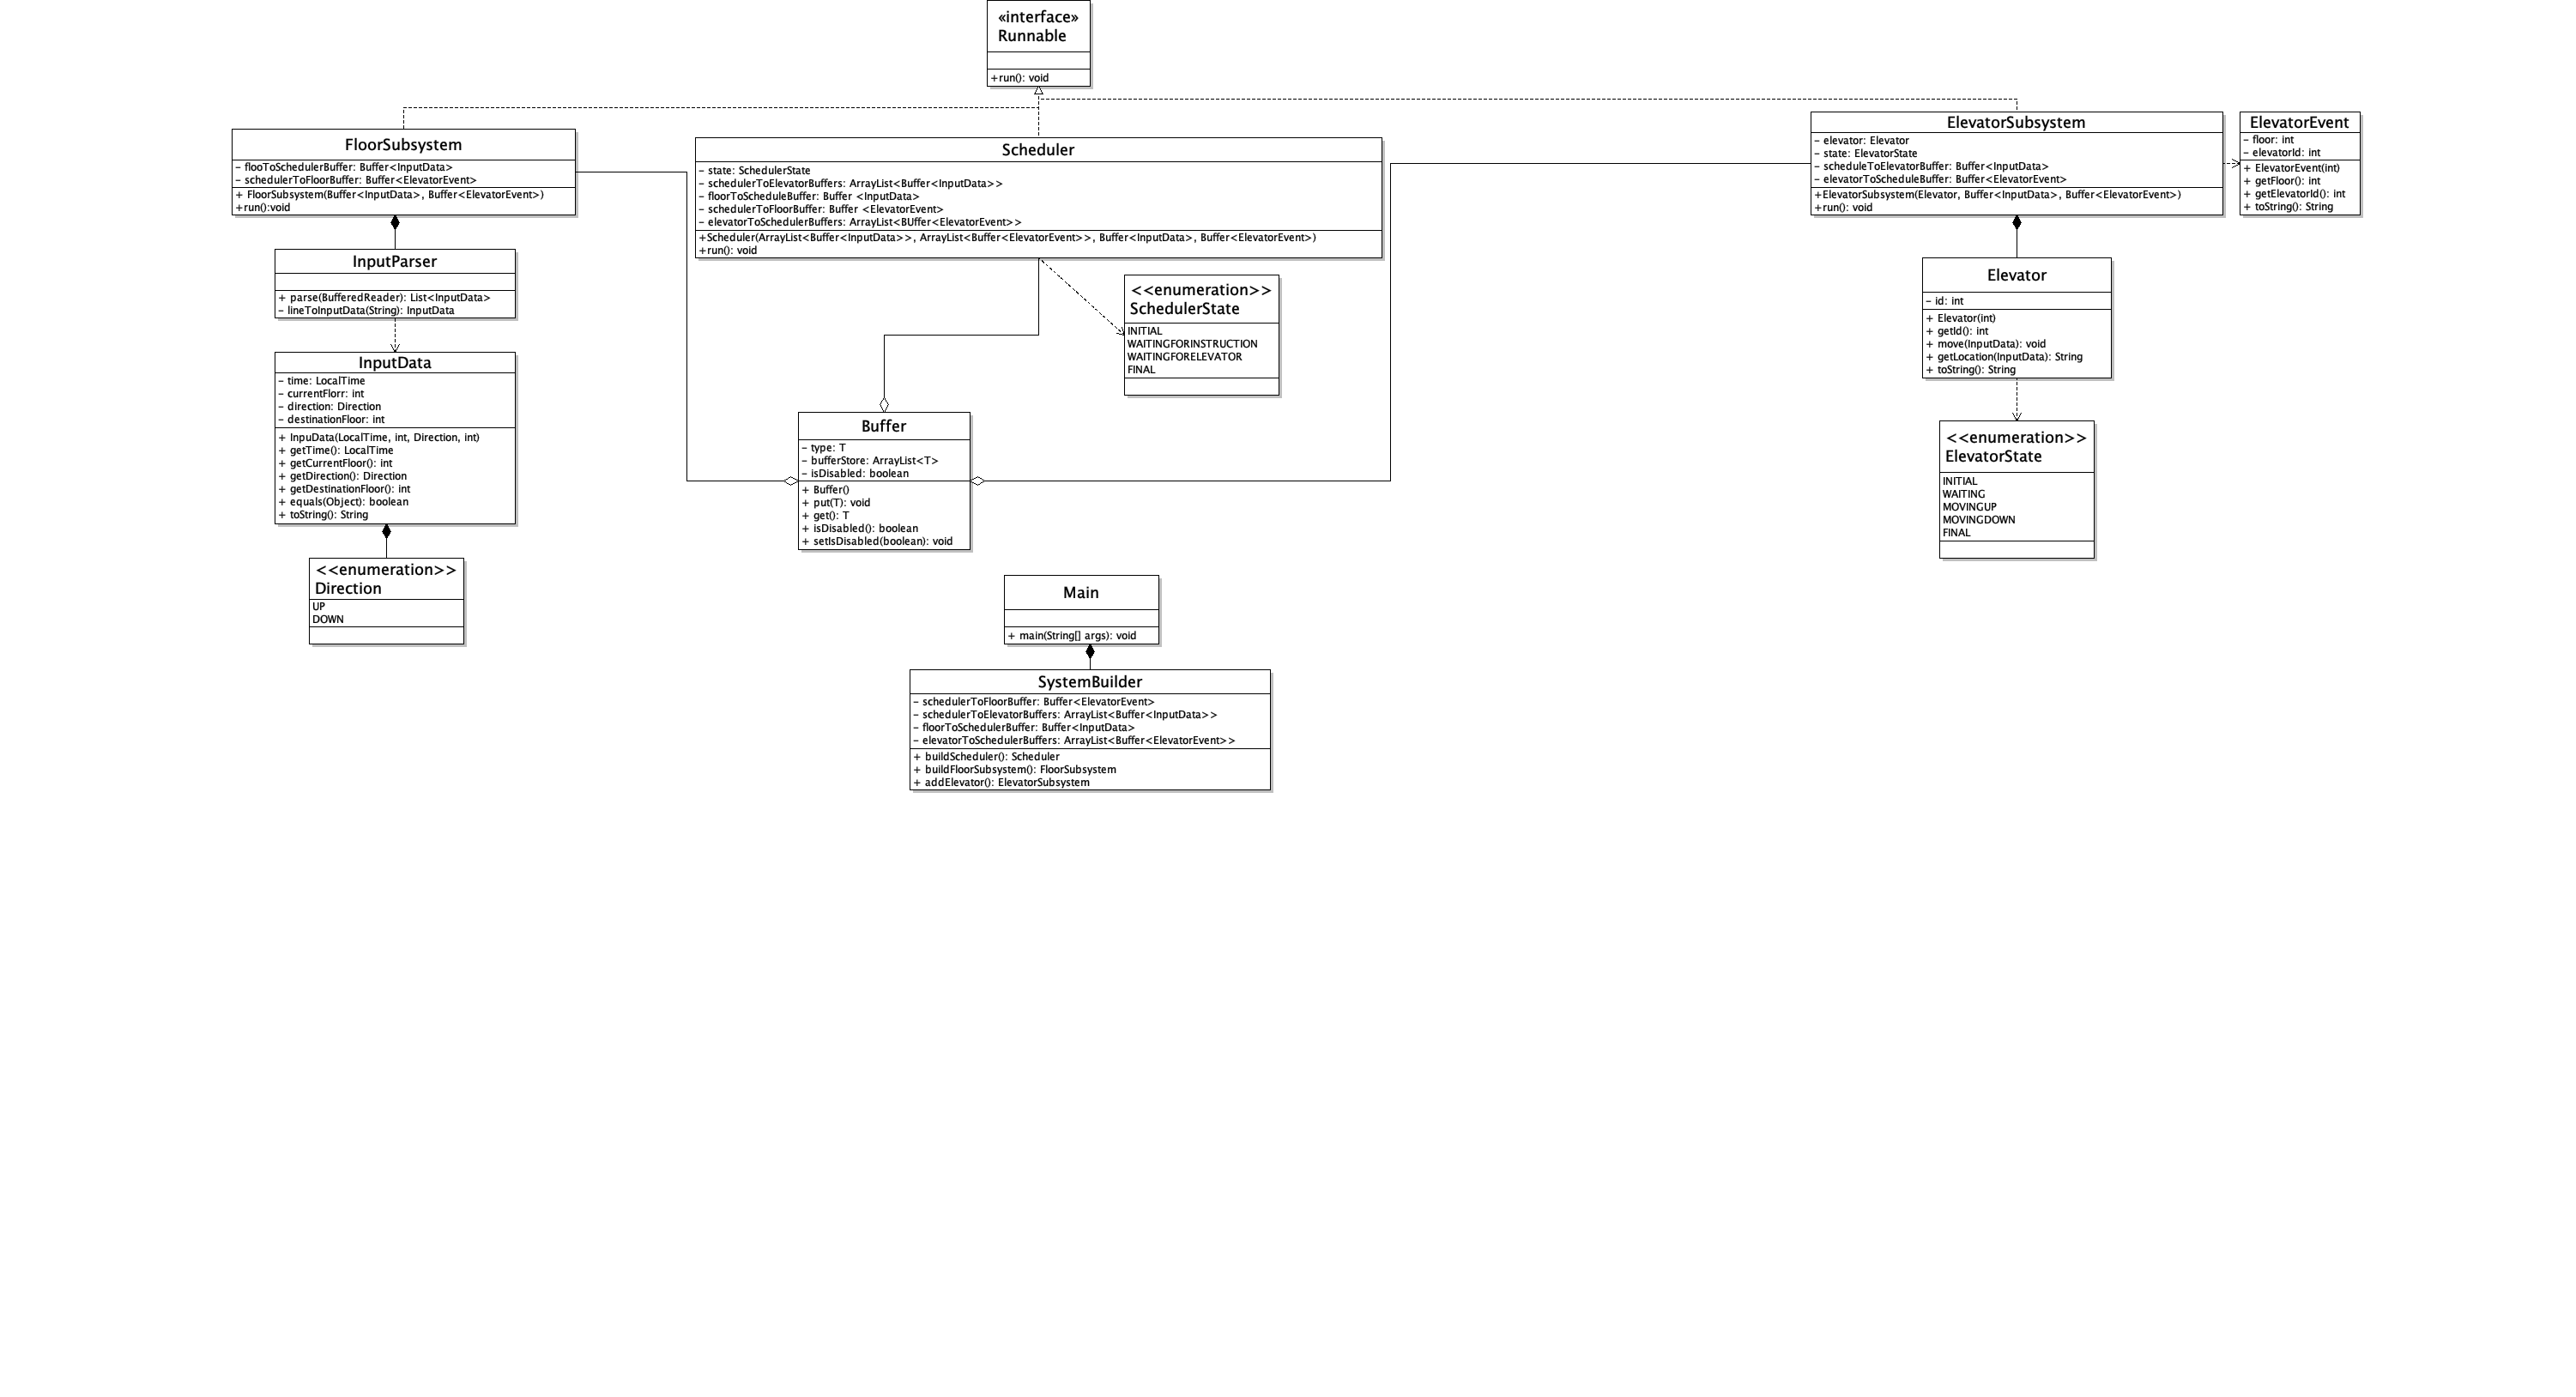 «interface»
Runnable
+run(): void
FloorSubsystem
- flooToSchedulerBuffer: Buffer<InputData>
- schedulerToFloorBuffer: Buffer<ElevatorEvent>
+ FloorSubsystem(Buffer<InputData>, Buffer<ElevatorEvent>)
+run():void
Scheduler
- state: SchedulerState
- schedulerToElevatorBuffers: ArrayList<Buffer<InputData>>
- floorToScheduleBuffer: Buffer <InputData>
- schedulerToFloorBuffer: Buffer <ElevatorEvent>
- elevatorToSchedulerBuffers: ArrayList<BUffer<ElevatorEvent>>
+Scheduler(ArrayList<Buffer<InputData>>, ArrayList<Buffer<ElevatorEvent>>, Buffer<InputData>, Buffer<ElevatorEvent>)
+run(): void
ElevatorSubsystem
- elevator: Elevator
- state: ElevatorState
- scheduleToElevatorBuffer: Buffer<InputData>
- elevatorToScheduleBuffer: Buffer<ElevatorEvent>
+ElevatorSubsystem(Elevator, Buffer<InputData>, Buffer<ElevatorEvent>)
+run(): void
ElevatorEvent
- floor: int
- elevatorId: int
+ ElevatorEvent(int)
+ getFloor(): int
+ getElevatorId(): int
+ toString(): String
InputParser
+ parse(BufferedReader): List<InputData>
- lineToInputData(String): InputData
<<enumeration>>
SchedulerState
INITIAL
WAITINGFORINSTRUCTION
WAITINGFORELEVATOR
FINAL
Elevator
- id: int
+ Elevator(int)
+ getId(): int
+ move(InputData): void
+ getLocation(InputData): String
+ toString(): String
InputData
- time: LocalTime
- currentFlorr: int
- direction: Direction
- destinationFloor: int
+ InpuData(LocalTime, int, Direction, int)
+ getTime(): LocalTime
+ getCurrentFloor(): int
+ getDirection(): Direction
+ getDestinationFloor(): int
+ equals(Object): boolean
+ toString(): String
Buffer
- type: T
- bufferStore: ArrayList<T>
- isDisabled: boolean
+ Buffer()
+ put(T): void
+ get(): T
+ isDisabled(): boolean
+ setIsDisabled(boolean): void
<<enumeration>>
ElevatorState
INITIAL
WAITING
MOVINGUP
MOVINGDOWN
FINAL
<<enumeration>>
Direction
UP
DOWN
Main
+ main(String[] args): void
SystemBuilder
- schedulerToFloorBuffer: Buffer<ElevatorEvent>
- schedulerToElevatorBuffers: ArrayList<Buffer<InputData>>
- floorToSchedulerBuffer: Buffer<InputData>
- elevatorToSchedulerBuffers: ArrayList<Buffer<ElevatorEvent>>
+ buildScheduler(): Scheduler
+ buildFloorSubsystem(): FloorSubsystem
+ addElevator(): ElevatorSubsystem